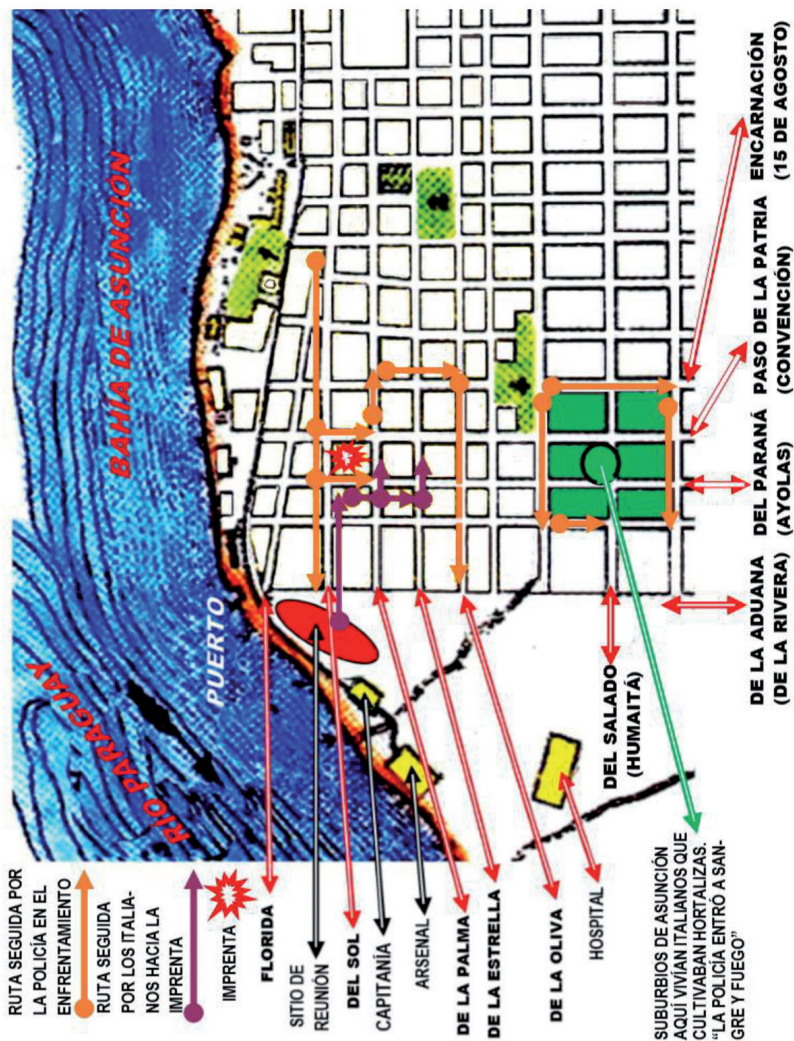 RUTA SEGUIDA POR
LA POLICÍA EN EL
ENFRENTAMIENTO
RUTA SEGUIDA
POR LOS ITALIA-
NOS HACIA LA
IMPRENTA
IMPRENTA
FLORIDA
SITIO DE
REUNIÓN
DEL SOL
CAPITANÍA
ARSENAL
DE LA PALMA
DE LA ESTRELLA
DE LA OLIVA
HOSPITAL
SUBURBIOS DE ASUNCIÓN
AQUÍ VIVÍAN ITALIANOS QUE
CULTIVABAN HORTALIZAS.
“LA POLICÍA ENTRÓ A SAN-
GRE Y FUEGO”
RÍO PARAGUAY
PUERTO
BAHÍA DE ASUNCIÓN
DEL SALADO
(HUMAITÁ)
DE LA ADUANA
(DE LA RIVERA)
DEL PARANÁ
(AYOLAS)
PASO DE LA PATRIA
(CONVENCIÓN)
ENCARNACIÓN
(15 DE AGOSTO)